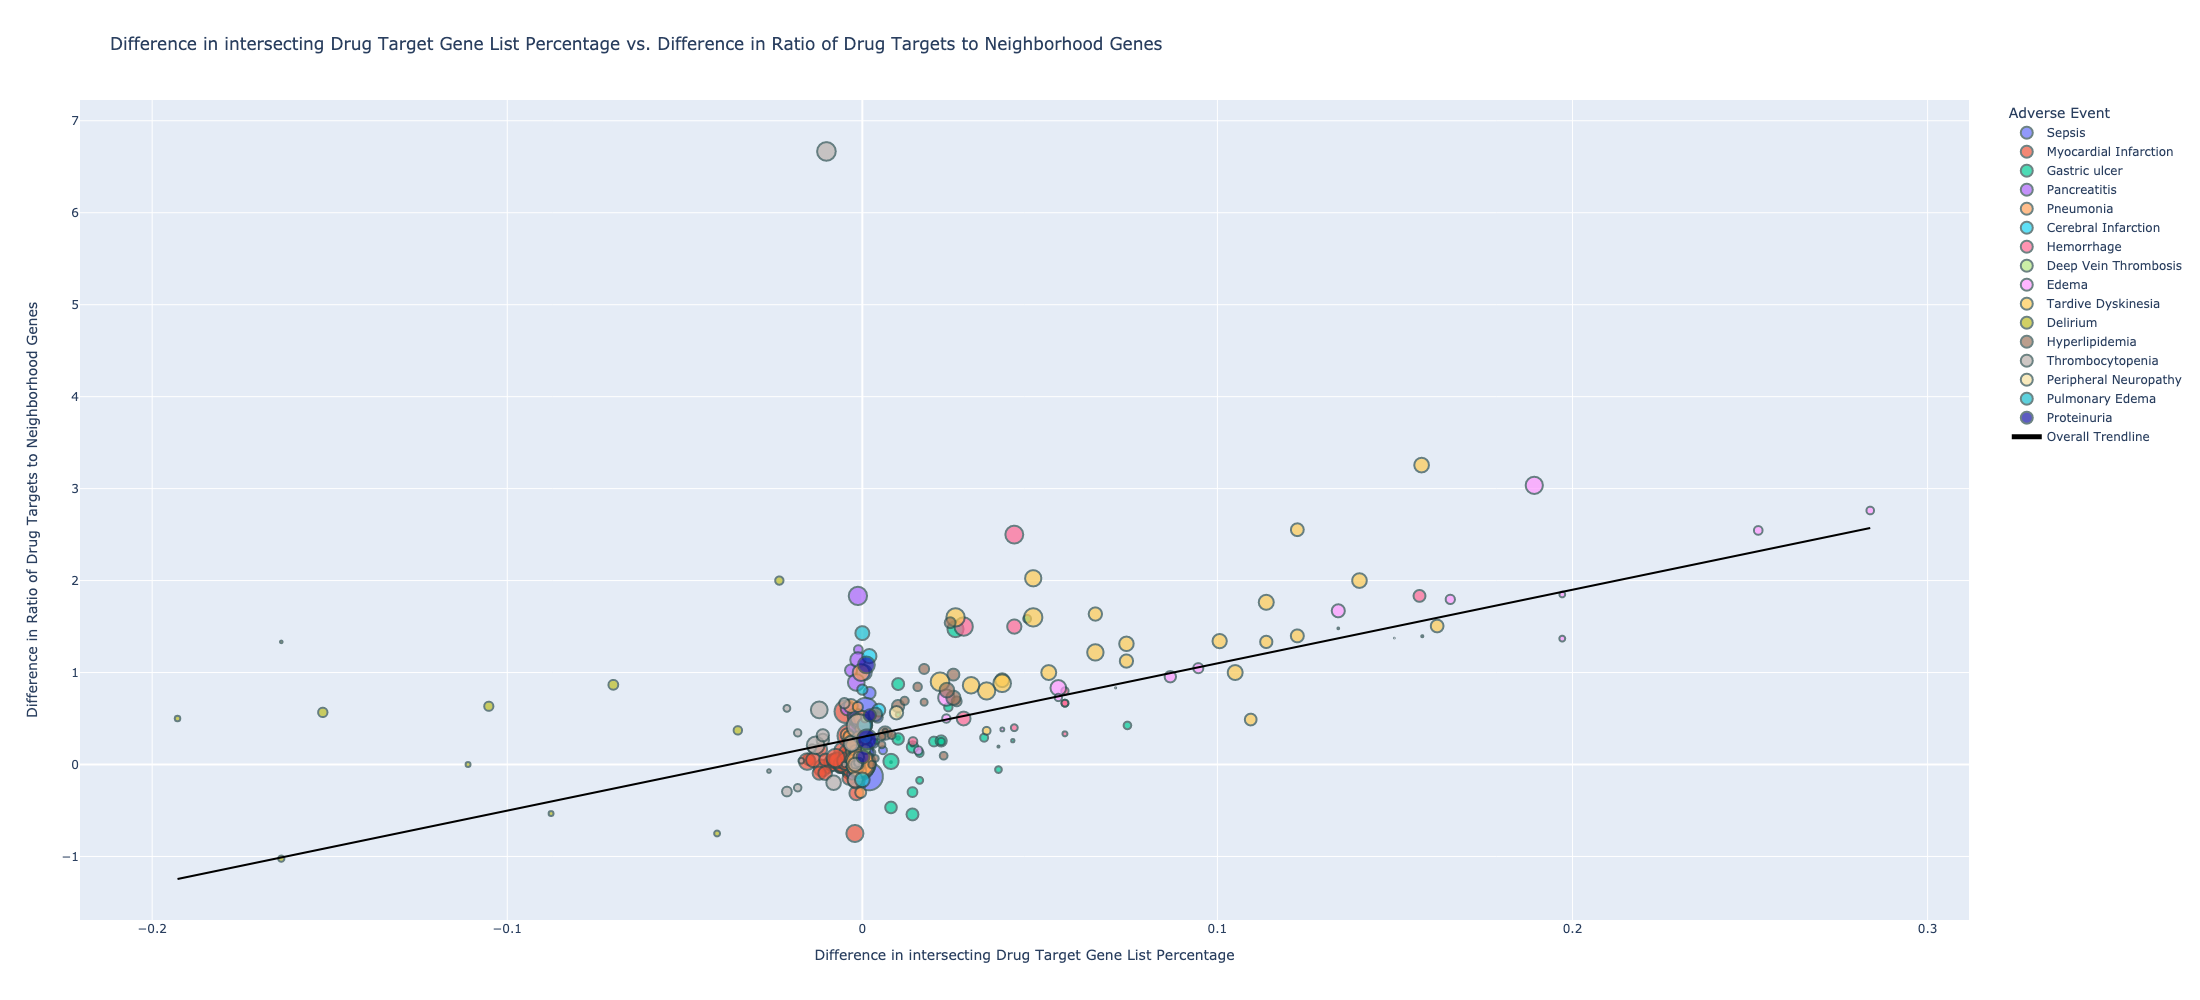 Difference in intersecting Drug Target Gene List Percentage vs. Difference in Ratio of Drug Targets to Neighborhood Genes
Difference in Ratio of Drug Targets to Neighborhood Genes
7
6
5
4
3
2
1
0
−1
−0.2
−0.1
0
0.1
0.2
0.3
Difference in intersecting Drug Target Gene List Percentage
Adverse Event
Sepsis
Myocardial Infarction
Gastric ulcer
Pancreatitis
Pneumonia
Cerebral Infarction
Hemorrhage
Deep Vein Thrombosis
Edema
Tardive Dyskinesia
Delirium
Hyperlipidemia
Thrombocytopenia
Peripheral Neuropathy
Pulmonary Edema
Proteinuria
Overall Trendline